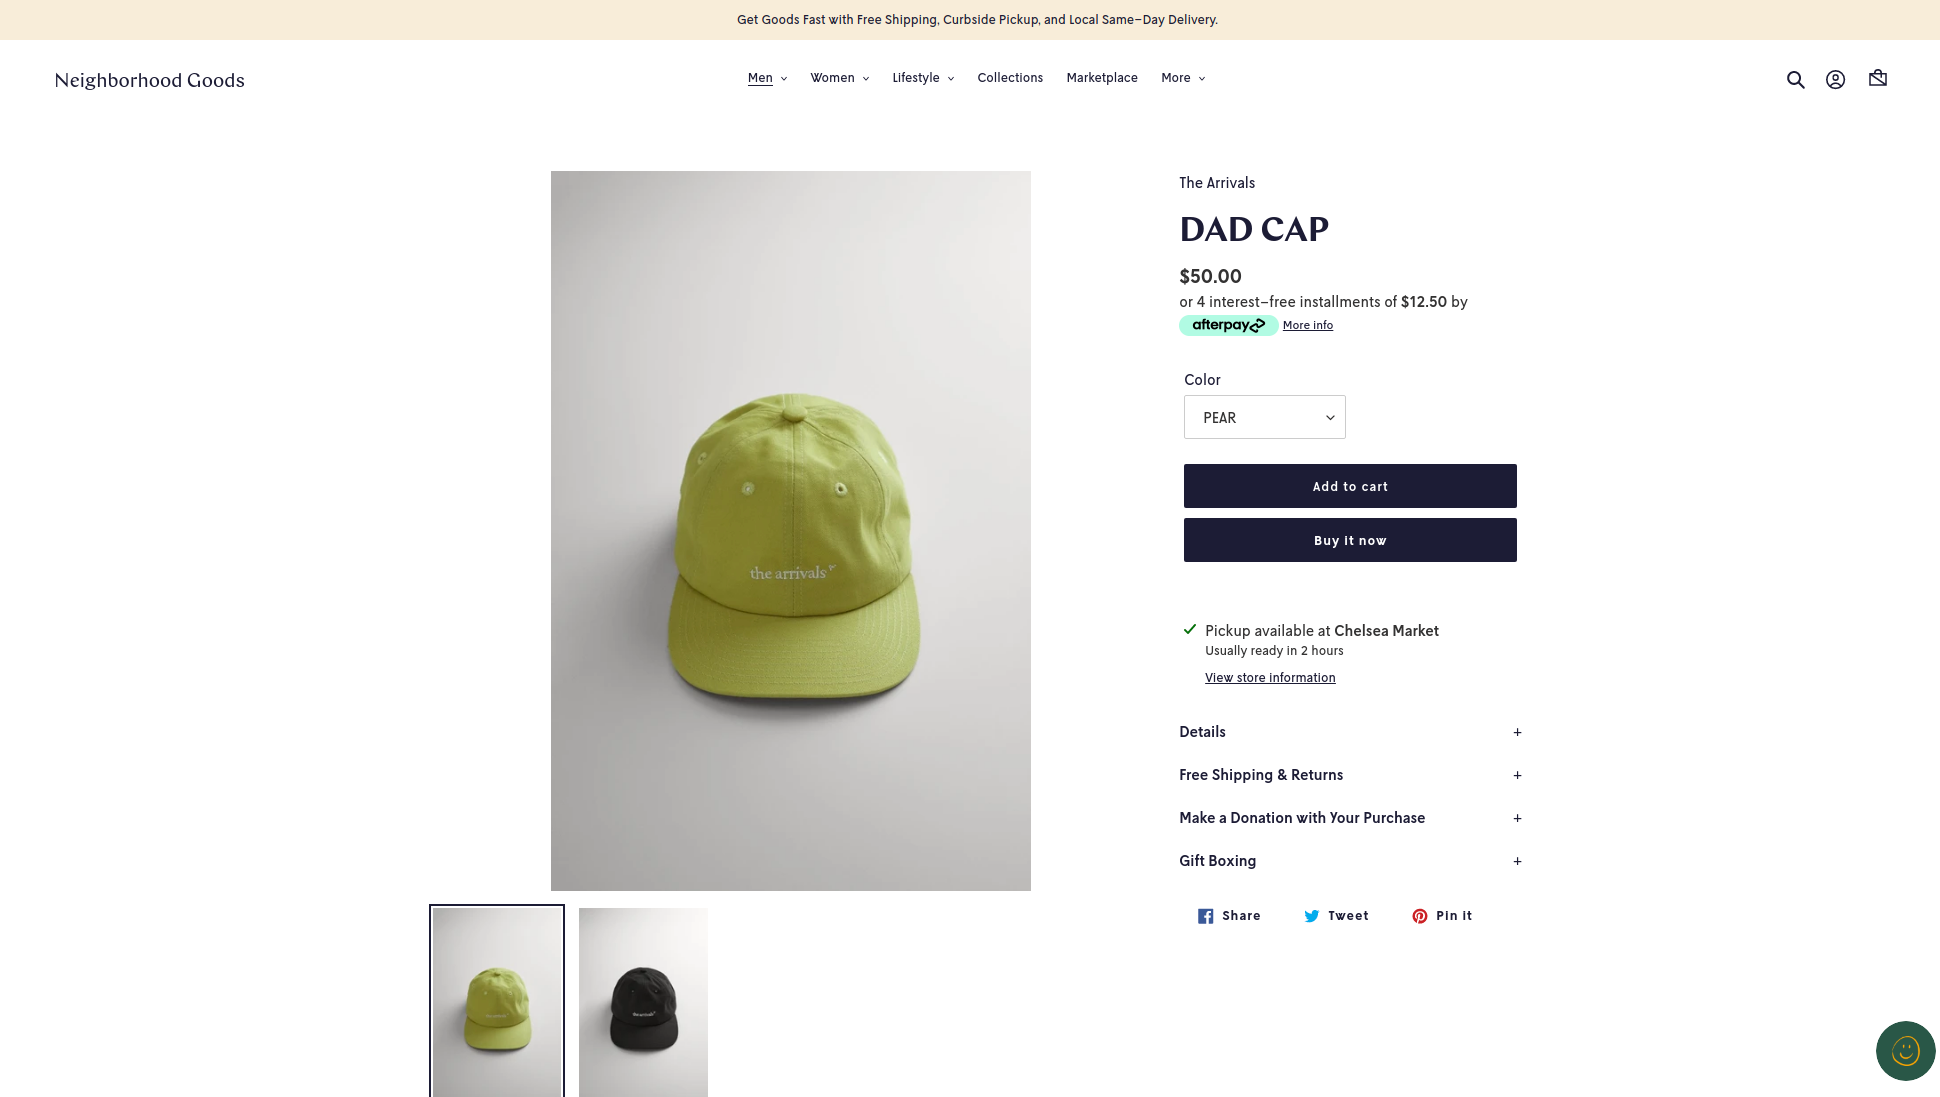 Get Goods Fast with Free Shipping, Curbside Pickup, and Local Same-Day Delivery.
Neighborhood Goods
Men Women Lifestyle Collections Marketplace More
The Arrivals
DAD CAP
$50.00
or 4 interest-free installments of $12.50 by
afterpay More info
Color
PEAR
Add to cart
Buy it now
the arrivals
Pickup available at Chelsea Market
Usually ready in 2 hours
View store information
Details +
Free Shipping & Returns +
Make a Donation with Your Purchase +
Gift Boxing +
Share Tweet Pin it
the arrivals
the arrivals